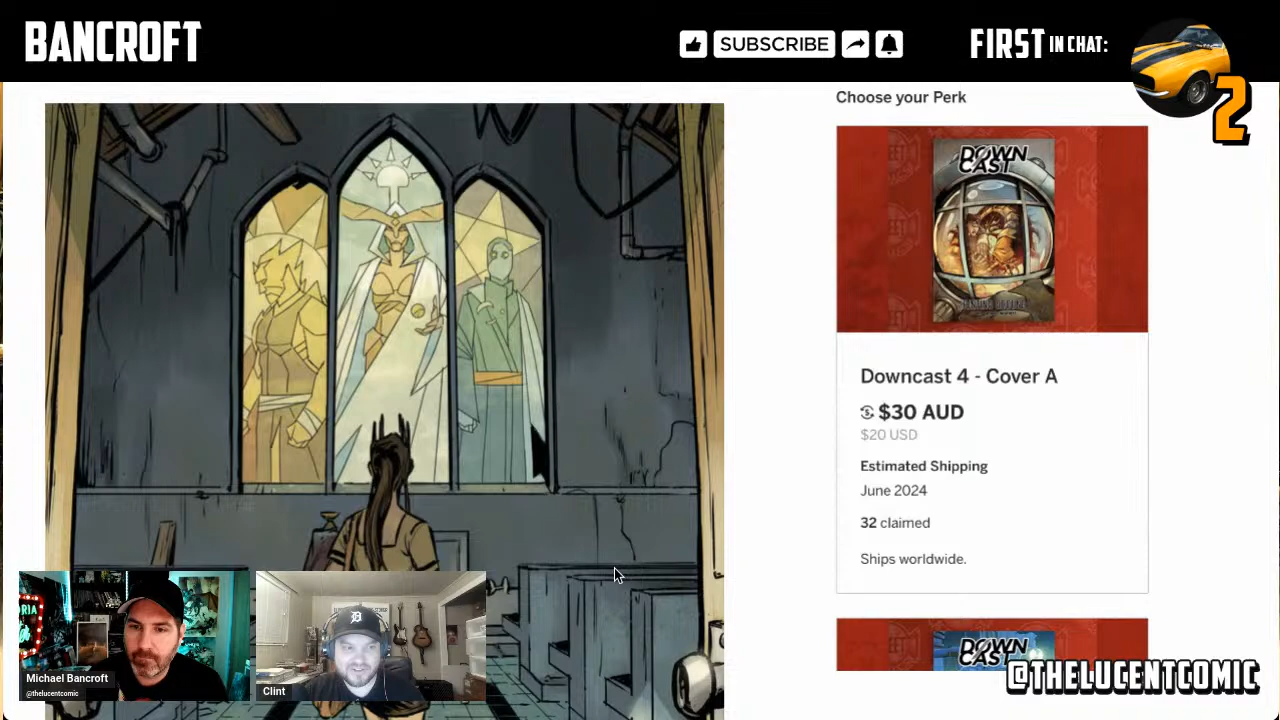 BANCROFT
SUBSCRIBE
FIRST IN CHAT:
2
Choose your Perk
DOWN
CAST
Downcast 4 - Cover A
$30 AUD
$20 USD
Estimated Shipping
June 2024
32 claimed
Ships worldwide.
DOWN
CAST
Michael Bancroft
@thelucentcomic
Clint
@THELUCENTCOMIC